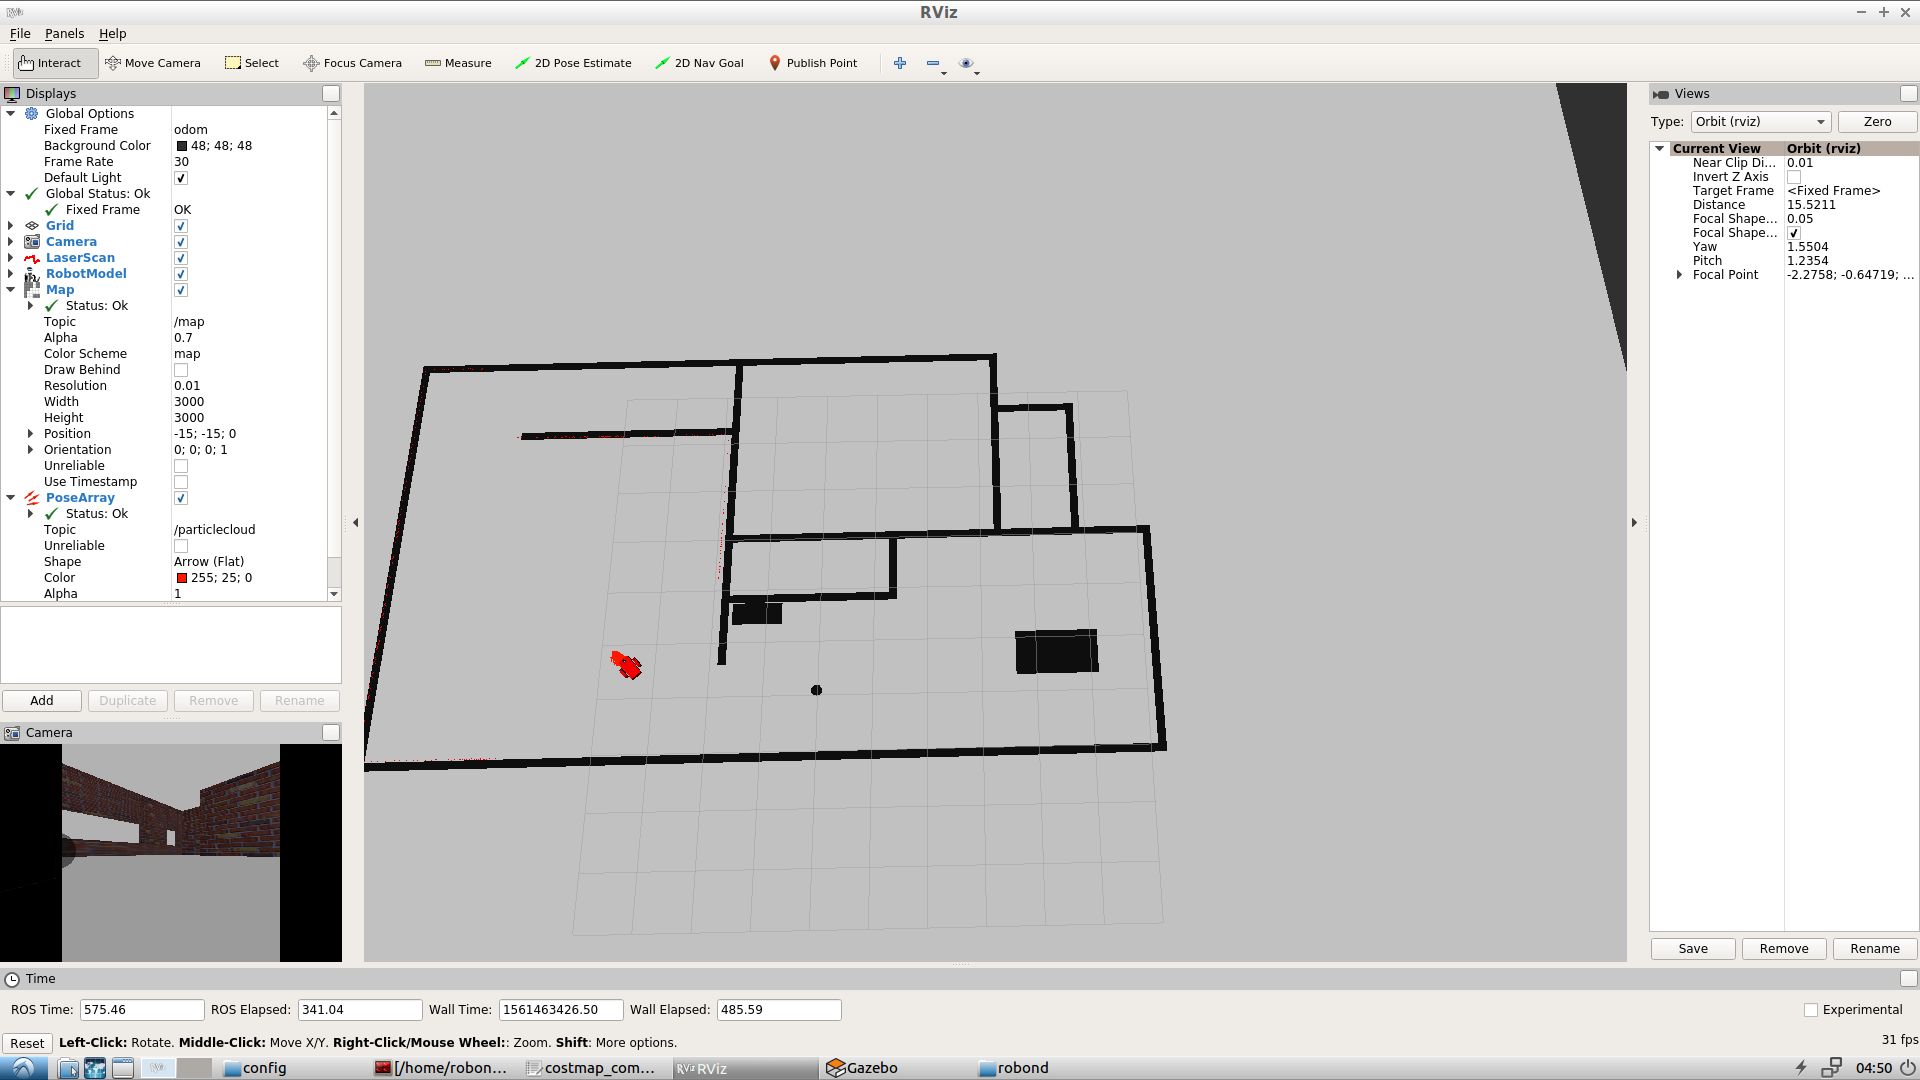 RViz
RViz
File Panels Help
Interact Move Camera Select Focus Camera Measure 2D Pose Estimate 2D Nav Goal Publish Point
Displays
Global Options
Fixed Frame odom
Background Color 48; 48; 48
Frame Rate 30
Default Light
Global Status: Ok
Fixed Frame OK
Grid
Camera
LaserScan
RobotModel
Map
Status: Ok
Topic /map
Alpha 0.7
Color Scheme map
Draw Behind
Resolution 0.01
Width 3000
Height 3000
Position -15; -15; 0
Orientation 0; 0; 0; 1
Unreliable
Use Timestamp
PoseArray
Status: Ok
Topic /particlecloud
Unreliable
Shape Arrow (Flat)
Color 255; 25; 0
Alpha 1
Add Duplicate Remove Rename
Camera
Views
Type: Orbit (rviz) Zero
Current View Orbit (rviz)
Near Clip Di... 0.01
Invert Z Axis
Target Frame <Fixed Frame>
Distance 15.5211
Focal Shape... 0.05
Focal Shape...
Yaw 1.5504
Pitch 1.2354
Focal Point -2.2758; -0.64719; ...
Save Remove Rename
Time
ROS Time: 575.46 ROS Elapsed: 341.04 Wall Time: 1561463426.50 Wall Elapsed: 485.59 Experimental
Reset Left-Click: Rotate. Middle-Click: Move X/Y. Right-Click/Mouse Wheel:: Zoom. Shift: More options. 31 fps
RViz config [/home/robon... costmap_com... RViz RViz Gazebo robond 04:50